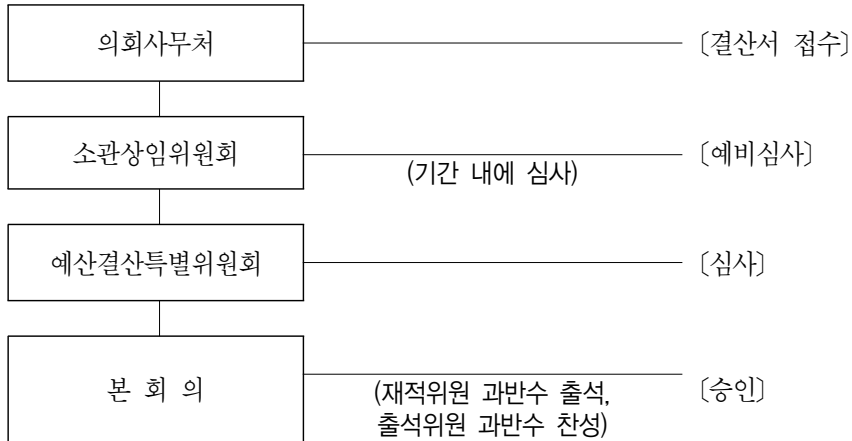 의회사무처 〔결산서 접수〕
소관상임위원회 (기간 내에 심사) 〔예비심사〕
예산결산특별위원회 〔심사〕
본 회 의 (재적위원 과반수 출석, 〔승인〕
출석위원 과반수 찬성)